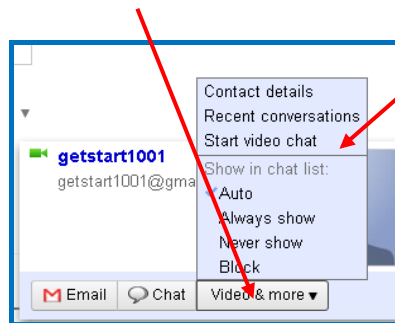 Contact details
Recent conversations
Start video chat
getstart1001
Show in chat list:
getstart1001@gma
Auto
Always show
Never show
Block
Email
Chat
Video & more